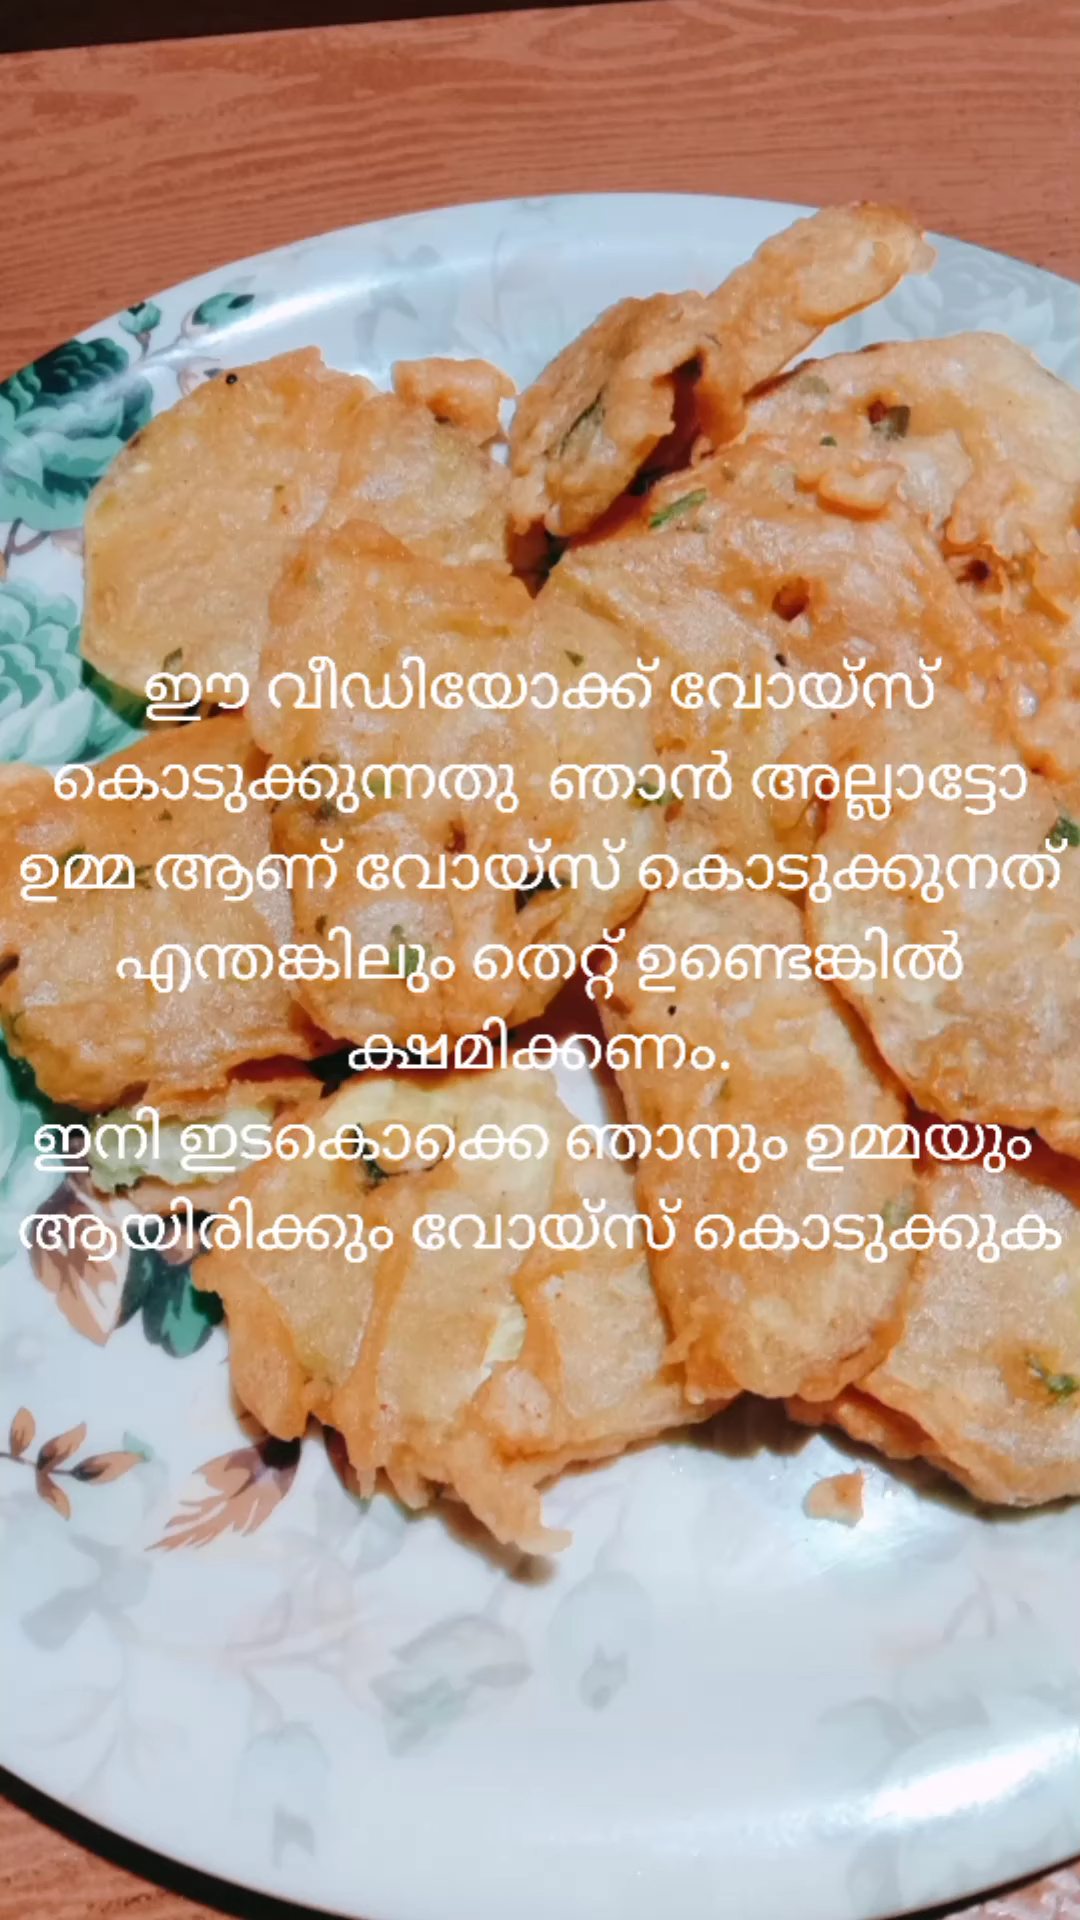 ഈ വീഡിയോക്ക് വോയ്സ്
കൊടുക്കുന്നതു ഞാൻ അല്ലാട്ടോ
ഉമ്മ ആണ് വോയ്സ് കൊടുക്കുനത്
എന്തങ്കിലും തെറ്റ് ഉണ്ടെങ്കിൽ
ക്ഷമിക്കണം.
ഇനി ഇടകൊക്കെ ഞാനും ഉമ്മയും
ആയിരിക്കും വോയ്സ് കൊടുക്കുക